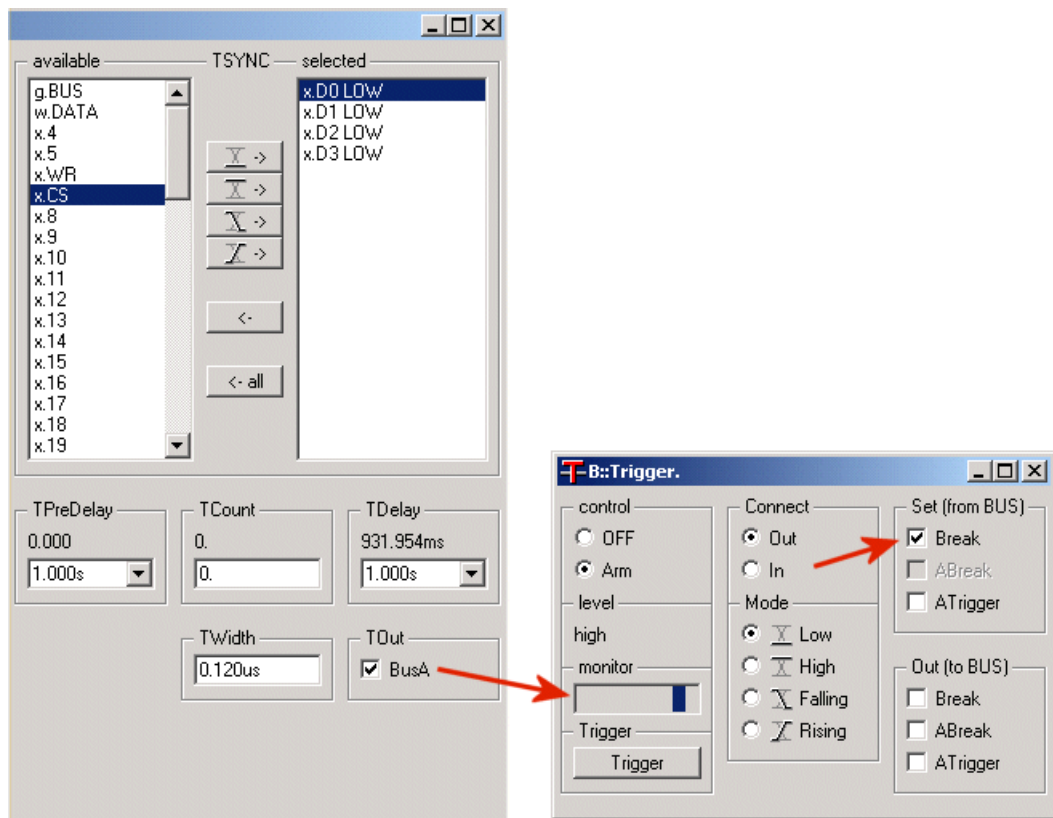 available
TSYNC
selected
g.BUS
w.DATA
x.4
x.5
x.WR
x.CS
x.8
x.9
x.10
x.11
x.12
x.13
x.14
x.15
x.16
x.17
x.18
x.19
->
->
->
->
<-
<- all
x.D0 LOW
x.D1 LOW
x.D2 LOW
x.D3 LOW
TPreDelay
0.000
1.000s
TCount
0.
0.
TDelay
931.954ms
1.000s
TWidth
0.120us
TOut
BusA
B::Trigger.
control
OFF
Arm
level
high
monitor
Trigger
Trigger
Connect
Out
In
Mode
Low
High
Falling
Rising
Set (from BUS)
Break
ABreak
ATrigger
Out (to BUS)
Break
ABreak
ATrigger